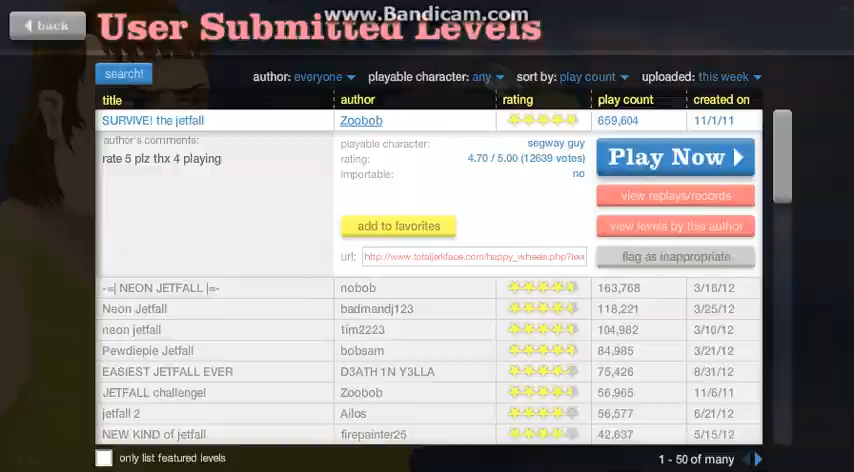 www.Bandicam.com
back
User Submitted Levels
search!
author: everyone playable character: any sort by: play count uploaded: this week
title author rating play count created on
SURVIVE! the jetfall Zoobob 659,604 11/1/11
author's comments:
rate 5 plz thx 4 playing
playable character: segway guy
rating: 4.70 / 5.00 (12639 votes)
importable: no
Play Now
view replays/records
add to favorites
view levels by this author
url: http://www.totaljerkface.com/happy_wheels.php?lev
flag as inappropriate
-=| NEON JETFALL |=- nobob 163,768 3/16/12
Neon Jetfall badmandj123 118,221 3/25/12
neon jetfall tim2223 104,982 3/10/12
Pewdiepie Jetfall bobsam 84,985 3/21/12
EASIEST JETFALL EVER D3ATH 1N Y3LLA 75,426 8/31/12
JETFALL challenge! Zoobob 56,965 11/6/11
jetfall 2 Ailos 56,577 6/21/12
NEW KIND of jetfall firepainter25 42,637 5/15/12
only list featured levels
1 - 50 of many